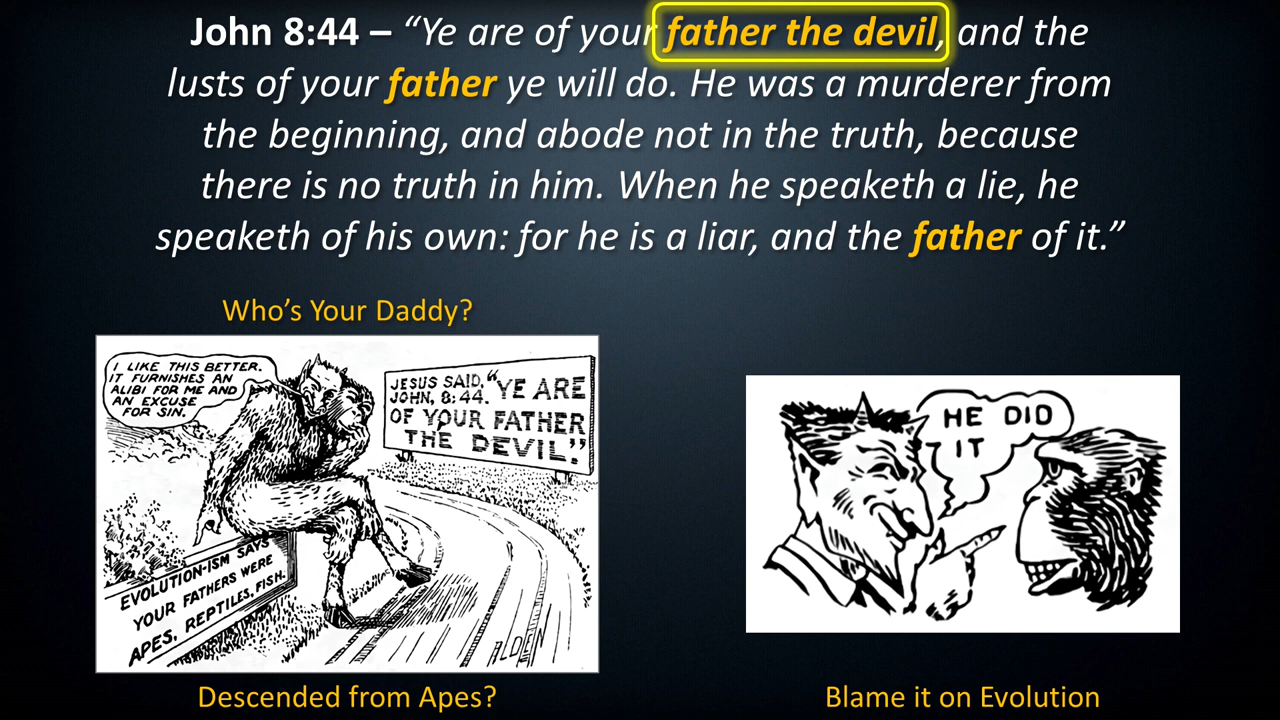 John 8:44 – “Ye are of your father the devil, and the
lusts of your father ye will do. He was a murderer from
the beginning, and abode not in the truth, because
there is no truth in him. When he speaketh a lie, he
speaketh of his own: for he is a liar, and the father of it.”
Who’s Your Daddy?
I LIKE THIS BETTER.
IT FURNISHES AN
ALIBI FOR ME AND
AN EXCUSE
FOR SIN.
JESUS SAID,
JOHN, 8:44.
“YE ARE
OF YOUR FATHER
THE DEVIL.”
EVOLUTION-ISM SAYS
YOUR FATHERS WERE
APES, REPTILES, FISH.
ALDEN
Descended from Apes?
HE DID
IT
Blame it on Evolution